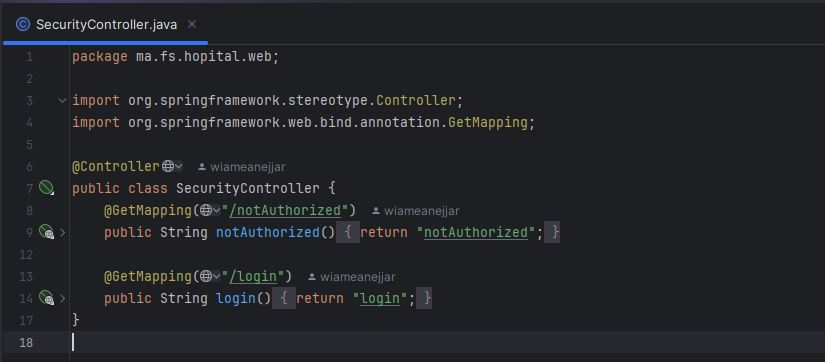 SecurityController.java
1 package ma.fs.hopital.web;
2
3 import org.springframework.stereotype.Controller;
4 import org.springframework.web.bind.annotation.GetMapping;
5
6 @Controller wiameanejjar
7 public class SecurityController {
8 @GetMapping("/notAuthorized") wiameanejjar
9 public String notAuthorized() { return "notAuthorized"; }
12
13 @GetMapping("/login") wiameanejjar
14 public String login() { return "login"; }
17 }
18